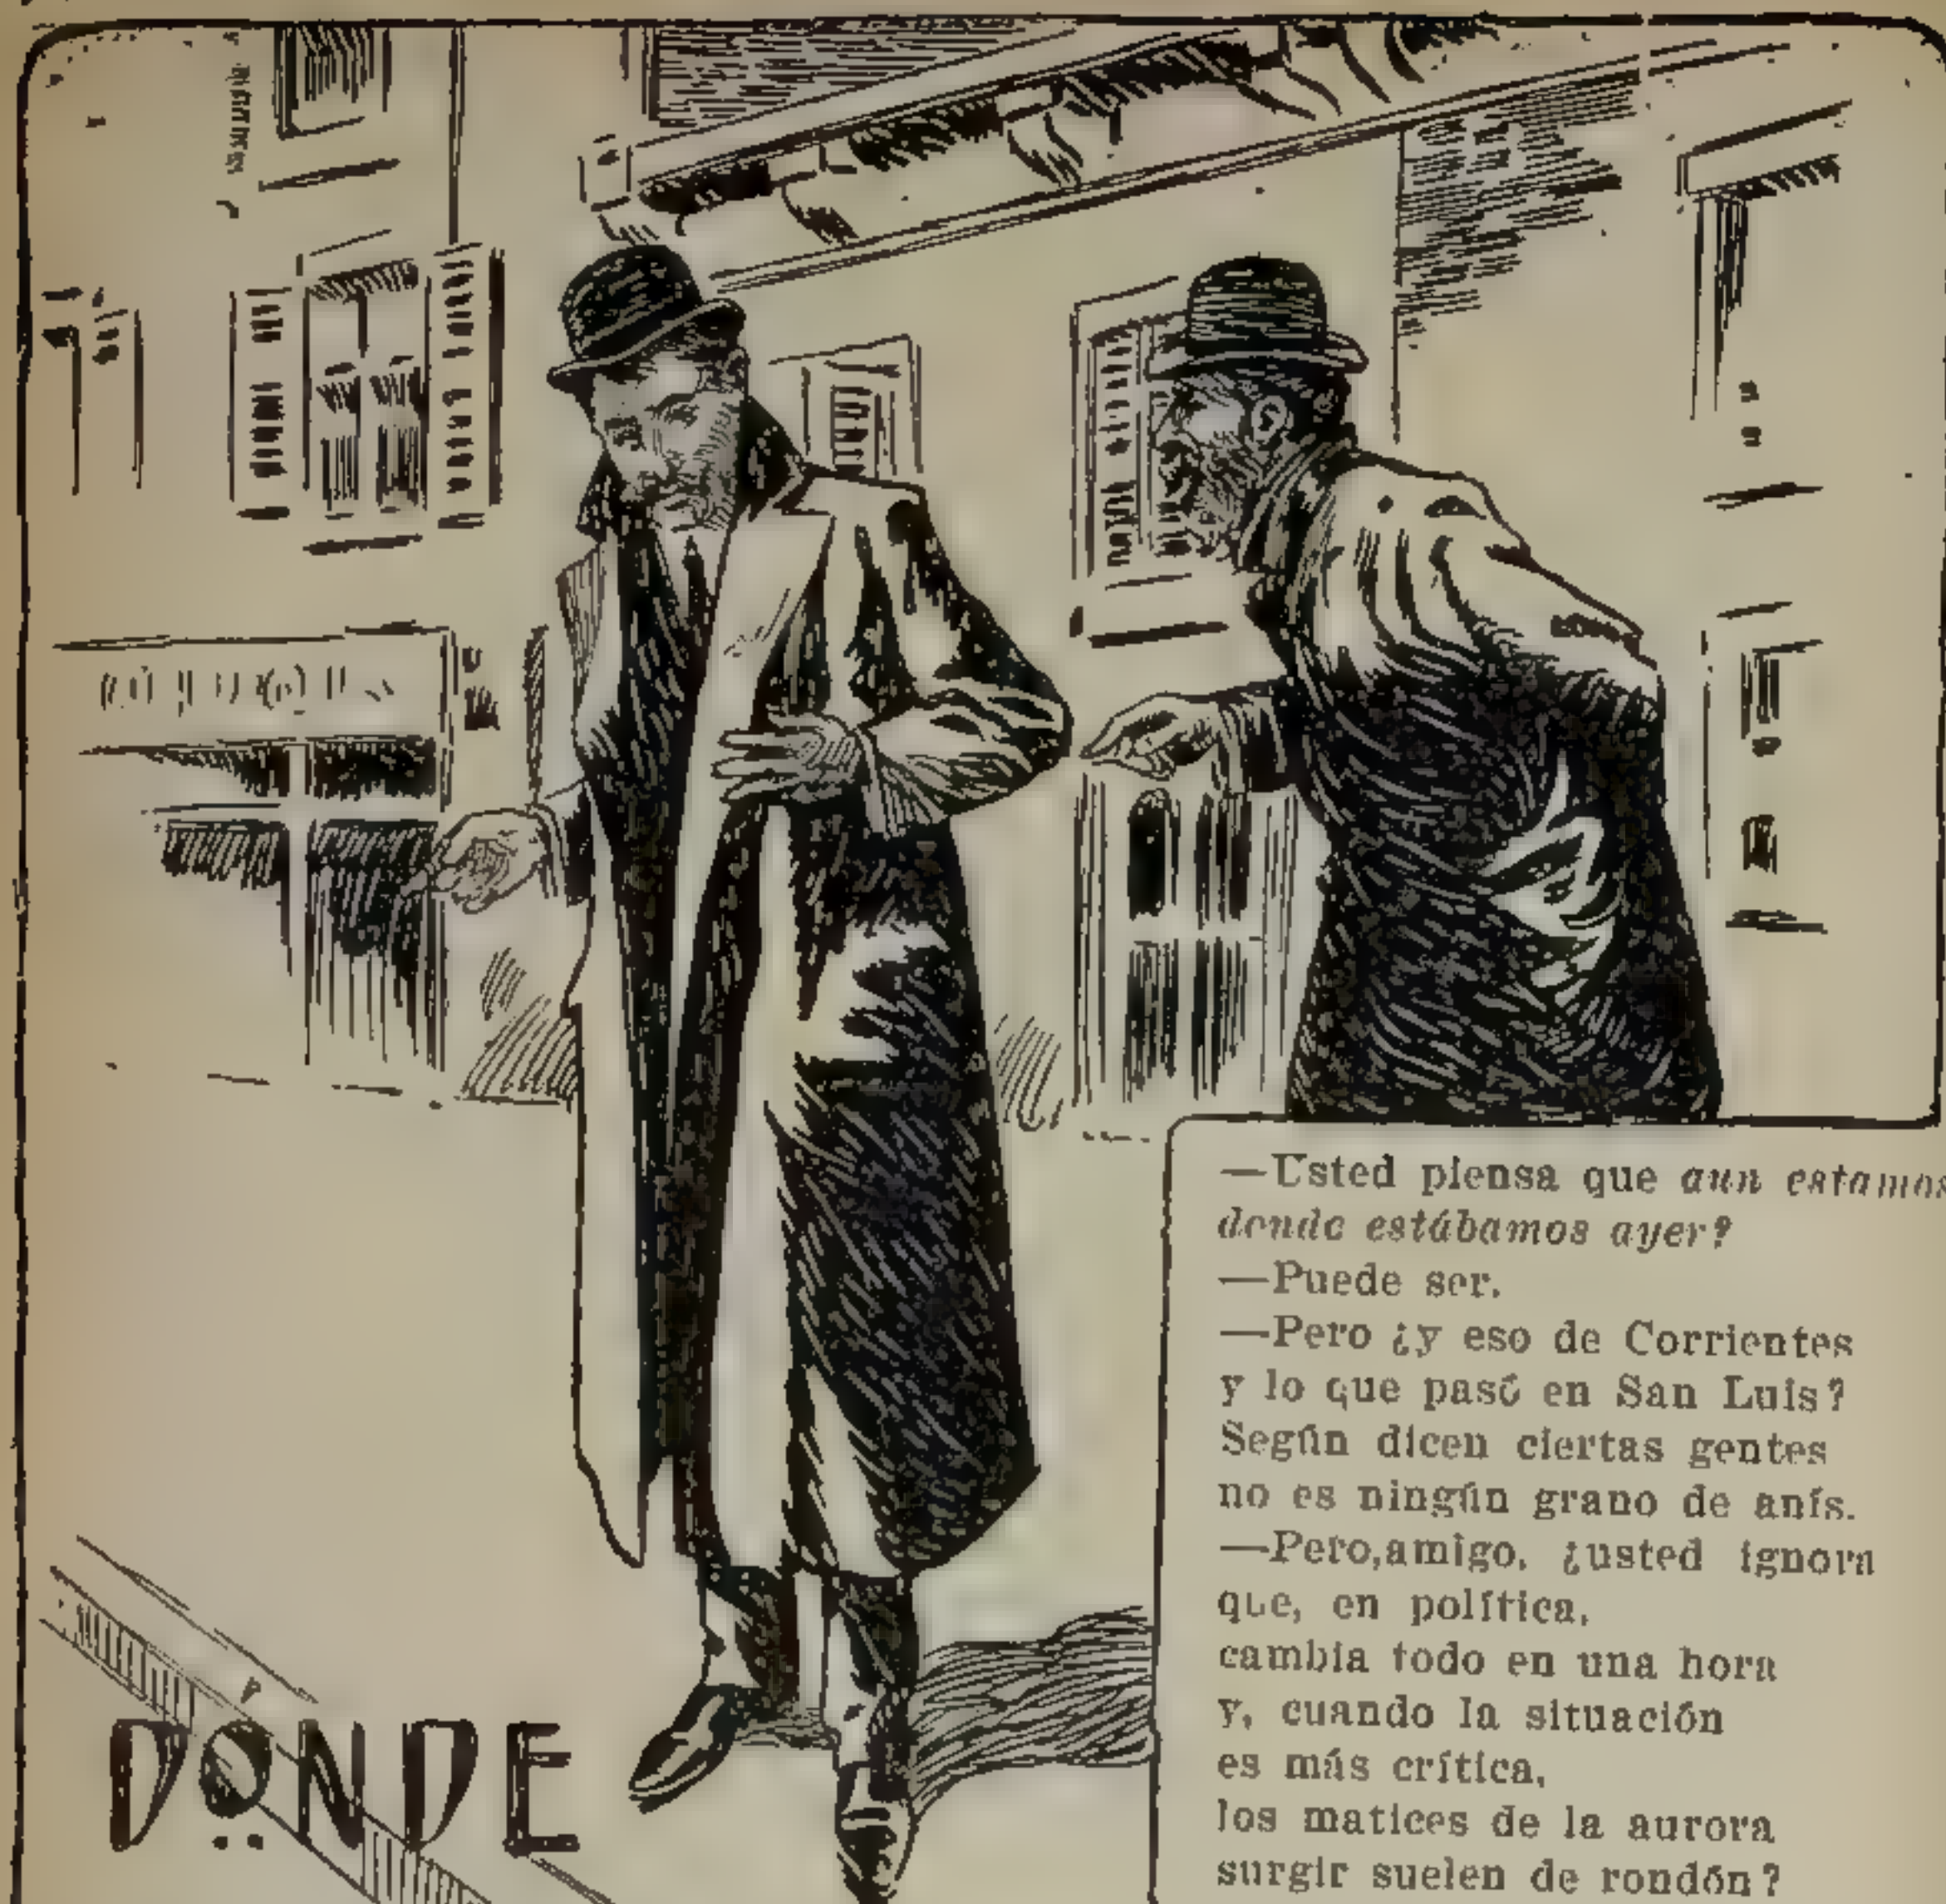 —Usted piensa que aun estamos
donde estábamos ayer?
—Puede ser.
—Pero ¿y eso de Corrientes
y lo que pasó en San Luis?
Según dicen ciertas gentes
no es ningún grano de anís.
—Pero, amigo, ¿usted ignora
que, en política,
cambia todo en una hora
y, cuando la situación
es más crítica,
los matices de la aurora
surgir suelen de rondón?
DONDE